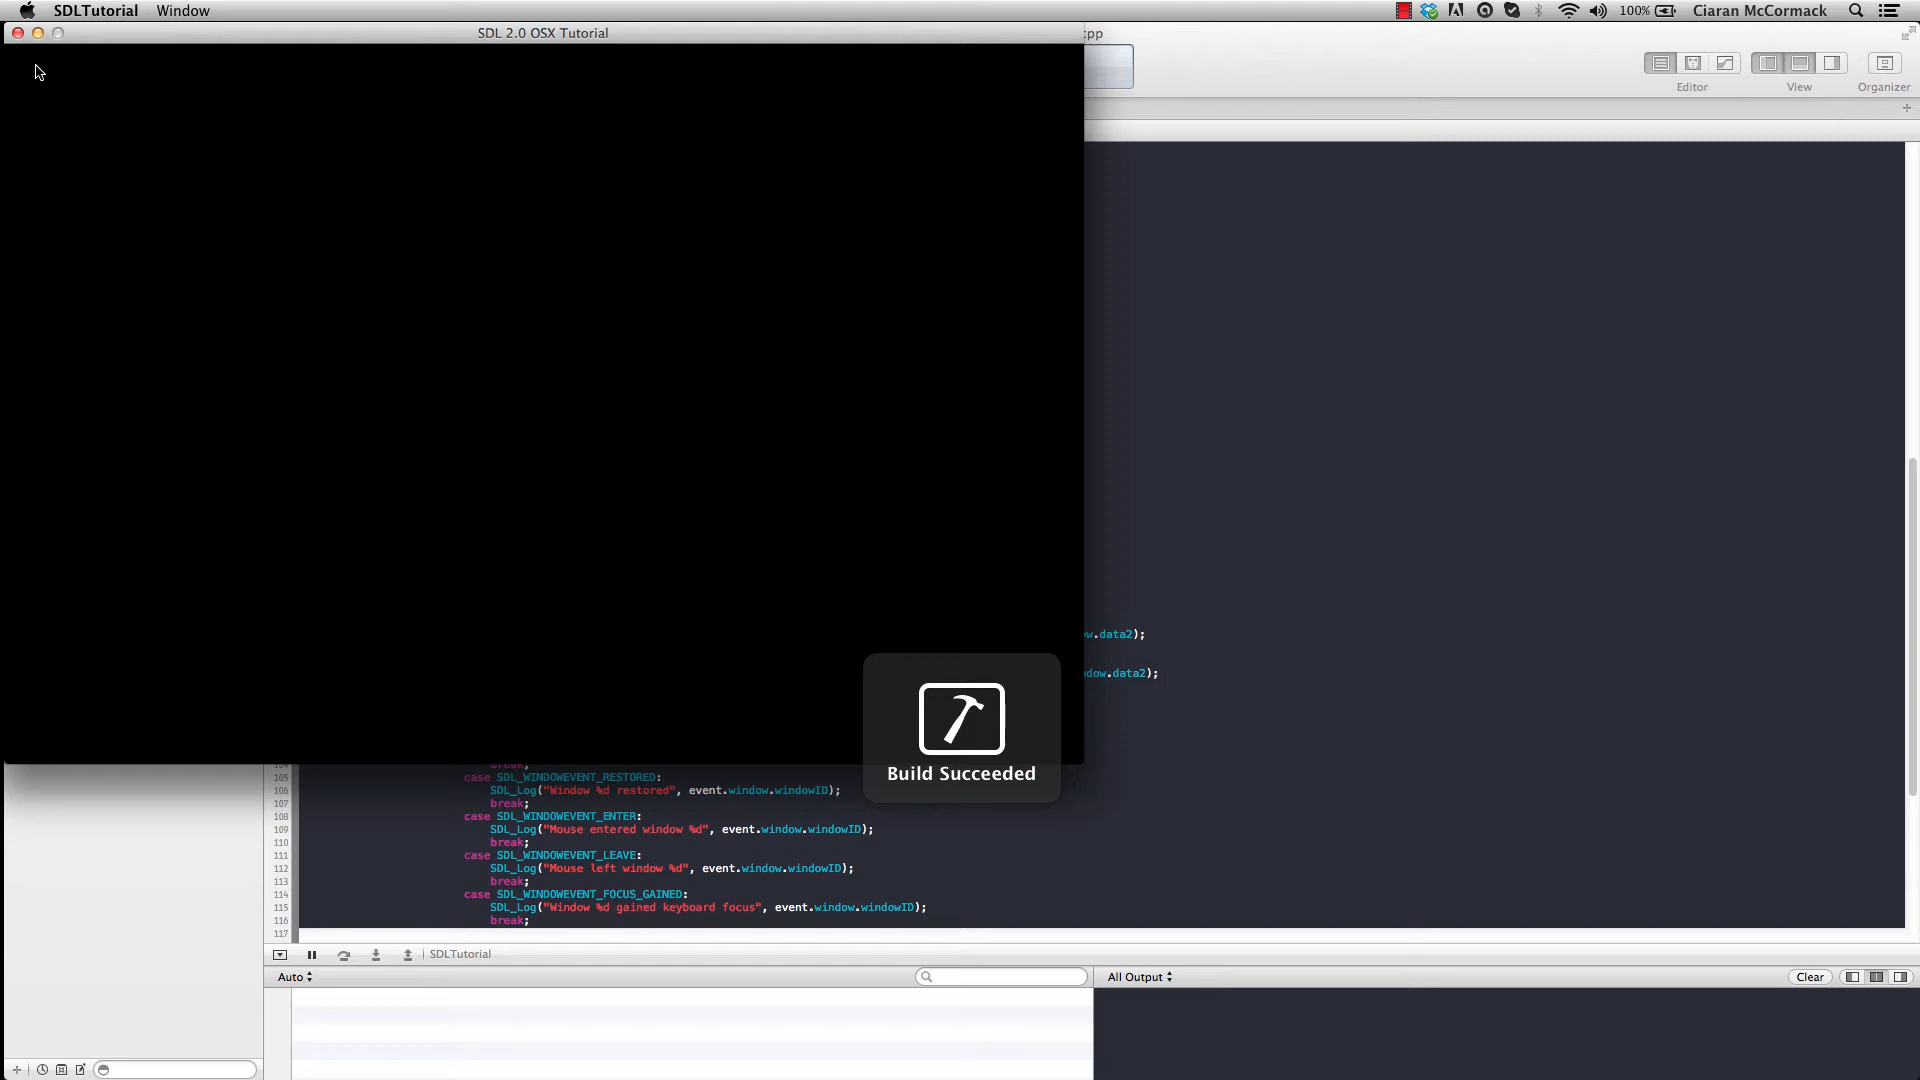 SDLTutorial Window 100% Ciaran McCormack
SDL 2.0 OSX Tutorial
cpp
Editor View Organizer
w.data2);
dow.data2);
break;
105 case SDL_WINDOWEVENT_RESTORED:
106 SDL_Log("Window %d restored", event.window.windowID);
107 break;
108 case SDL_WINDOWEVENT_ENTER:
109 SDL_Log("Mouse entered window %d", event.window.windowID);
110 break;
111 case SDL_WINDOWEVENT_LEAVE:
112 SDL_Log("Mouse left window %d", event.window.windowID);
113 break;
114 case SDL_WINDOWEVENT_FOCUS_GAINED:
115 SDL_Log("Window %d gained keyboard focus", event.window.windowID);
116 break;
117
Build Succeeded
SDLTutorial
Auto
All Output
Clear